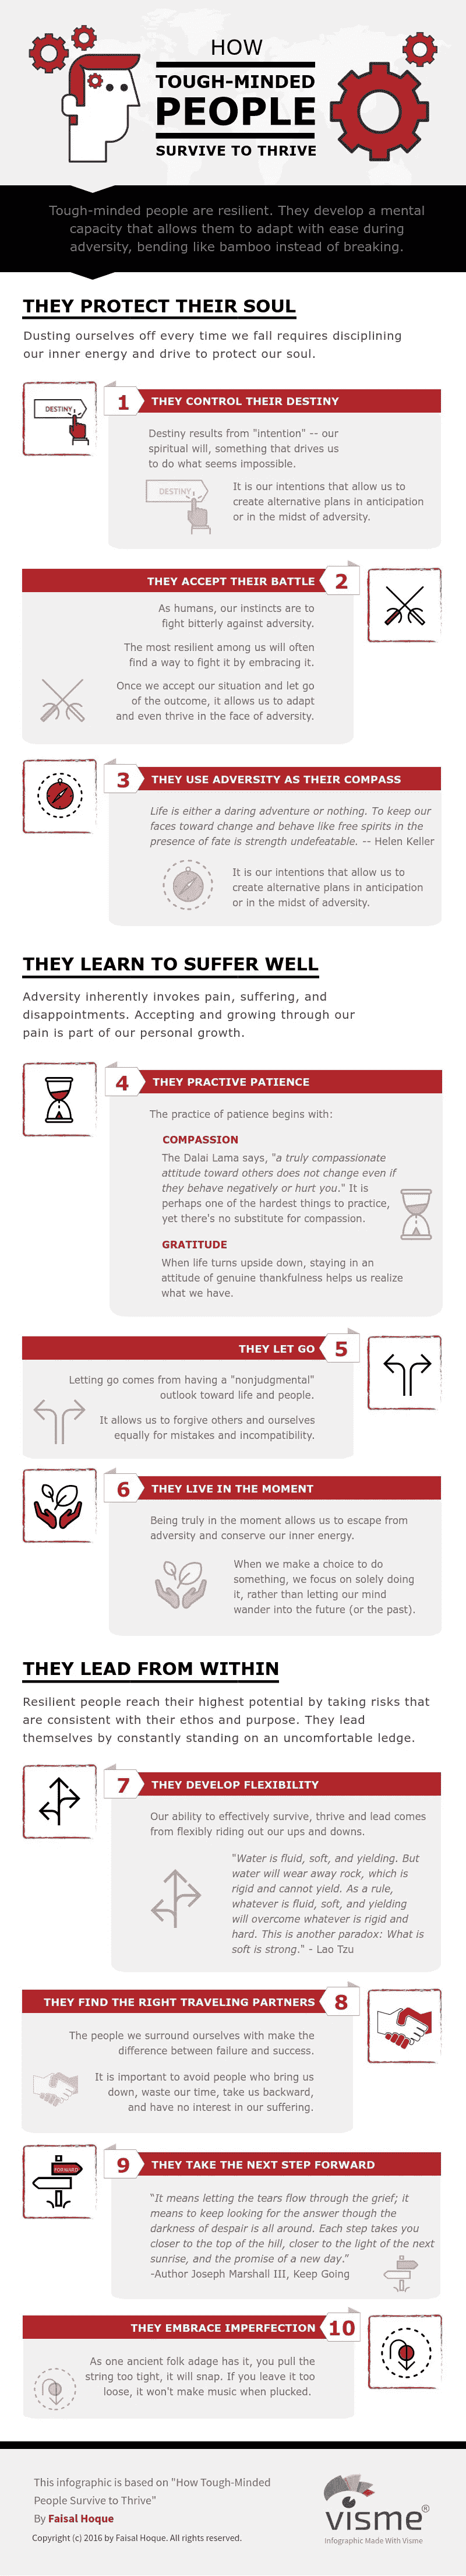 HOW
TOUGH-MINDED
PEOPLE
SURVIVE TO THRIVE
Tough-minded people are resilient. They develop a mental
capacity that allows them to adapt with ease during
adversity, bending like bamboo instead of breaking.
THEY PROTECT THEIR SOUL
Dusting ourselves off every time we fall requires disciplining
our inner energy and drive to protect our soul.
DESTINY
1 THEY CONTROL THEIR DESTINY
Destiny results from "intention" -- our
spiritual will, something that drives us
to do what seems impossible.
DESTINY
It is our intentions that allow us to
create alternative plans in anticipation
or in the midst of adversity.
THEY ACCEPT THEIR BATTLE 2
As humans, our instincts are to
fight bitterly against adversity.
The most resilient among us will often
find a way to fight it by embracing it.
Once we accept our situation and let go
of the outcome, it allows us to adapt
and even thrive in the face of adversity.
3 THEY USE ADVERSITY AS THEIR COMPASS
Life is either a daring adventure or nothing. To keep our
faces toward change and behave like free spirits in the
presence of fate is strength undefeatable. -- Helen Keller
It is our intentions that allow us to
create alternative plans in anticipation
or in the midst of adversity.
THEY LEARN TO SUFFER WELL
Adversity inherently invokes pain, suffering, and
disappointments. Accepting and growing through our
pain is part of our personal growth.
4 THEY PRACTIVE PATIENCE
The practice of patience begins with:
COMPASSION
The Dalai Lama says, "a truly compassionate
attitude toward others does not change even if
they behave negatively or hurt you." It is
perhaps one of the hardest things to practice,
yet there's no substitute for compassion.
GRATITUDE
When life turns upside down, staying in an
attitude of genuine thankfulness helps us realize
what we have.
THEY LET GO 5
Letting go comes from having a "nonjudgmental"
outlook toward life and people.
It allows us to forgive others and ourselves
equally for mistakes and incompatibility.
6 THEY LIVE IN THE MOMENT
Being truly in the moment allows us to escape from
adversity and conserve our inner energy.
When we make a choice to do
something, we focus on solely doing
it, rather than letting our mind
wander into the future (or the past).
THEY LEAD FROM WITHIN
Resilient people reach their highest potential by taking risks that
are consistent with their ethos and purpose. They lead
themselves by constantly standing on an uncomfortable ledge.
7 THEY DEVELOP FLEXIBILITY
Our ability to effectively survive, thrive and lead comes
from flexibly riding out our ups and downs.
"Water is fluid, soft, and yielding. But
water will wear away rock, which is
rigid and cannot yield. As a rule,
whatever is fluid, soft, and yielding
will overcome whatever is rigid and
hard. This is another paradox: What is
soft is strong." - Lao Tzu
THEY FIND THE RIGHT TRAVELING PARTNERS 8
The people we surround ourselves with make the
difference between failure and success.
It is important to avoid people who bring us
down, waste our time, take us backward,
and have no interest in our suffering.
FORWARD
9 THEY TAKE THE NEXT STEP FORWARD
"It means letting the tears flow through the grief; it
means to keep looking for the answer though the
darkness of despair is all around. Each step takes you
closer to the top of the hill, closer to the light of the next
sunrise, and the promise of a new day."
-Author Joseph Marshall III, Keep Going
THEY EMBRACE IMPERFECTION 10
As one ancient folk adage has it, you pull the
string too tight, it will snap. If you leave it too
loose, it won't make music when plucked.
This infographic is based on "How Tough-Minded
People Survive to Thrive"
By Faisal Hoque
Copyright (c) 2016 by Faisal Hoque. All rights reserved.
visme®
Infographic Made With Visme